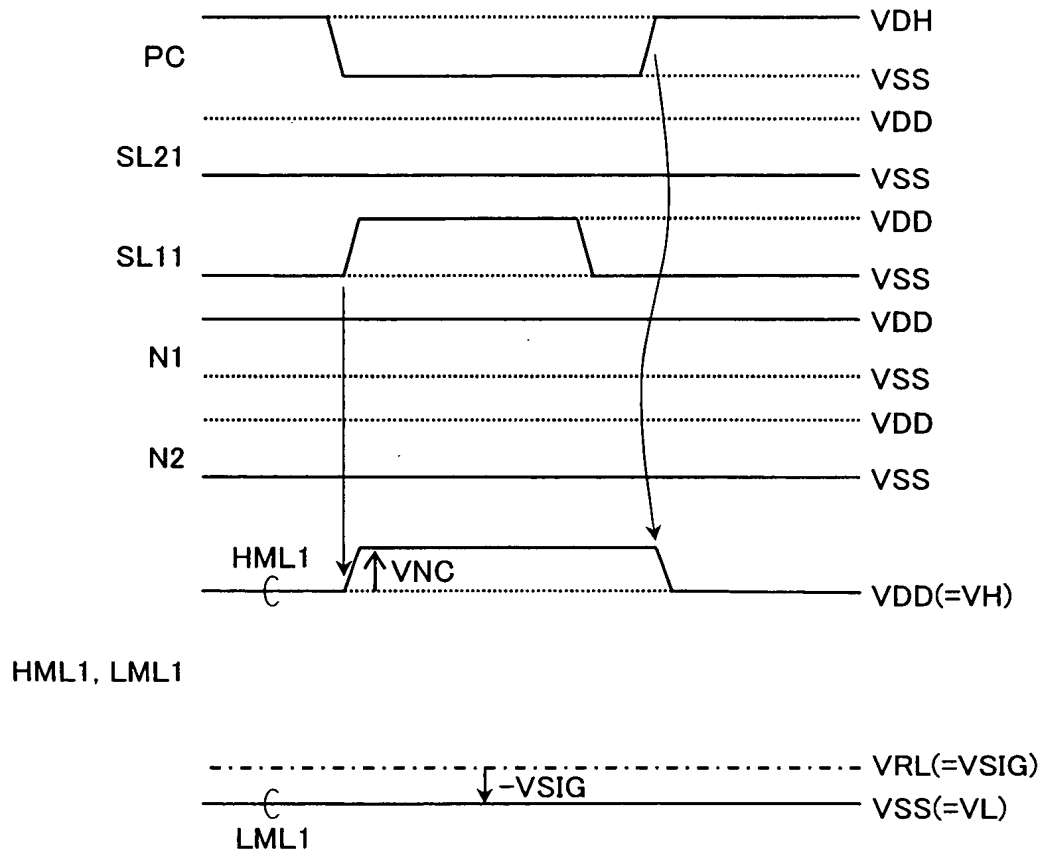 VDH
PC
VSS
VDD
SL21
VSS
VDD
SL11
VSS
VDD
N1
VSS
VDD
N2
VSS
HML1
VNC
VDD(=VH)
HML1, LML1
VRL(=VSIG)
-VSIG
VSS(=VL)
LML1